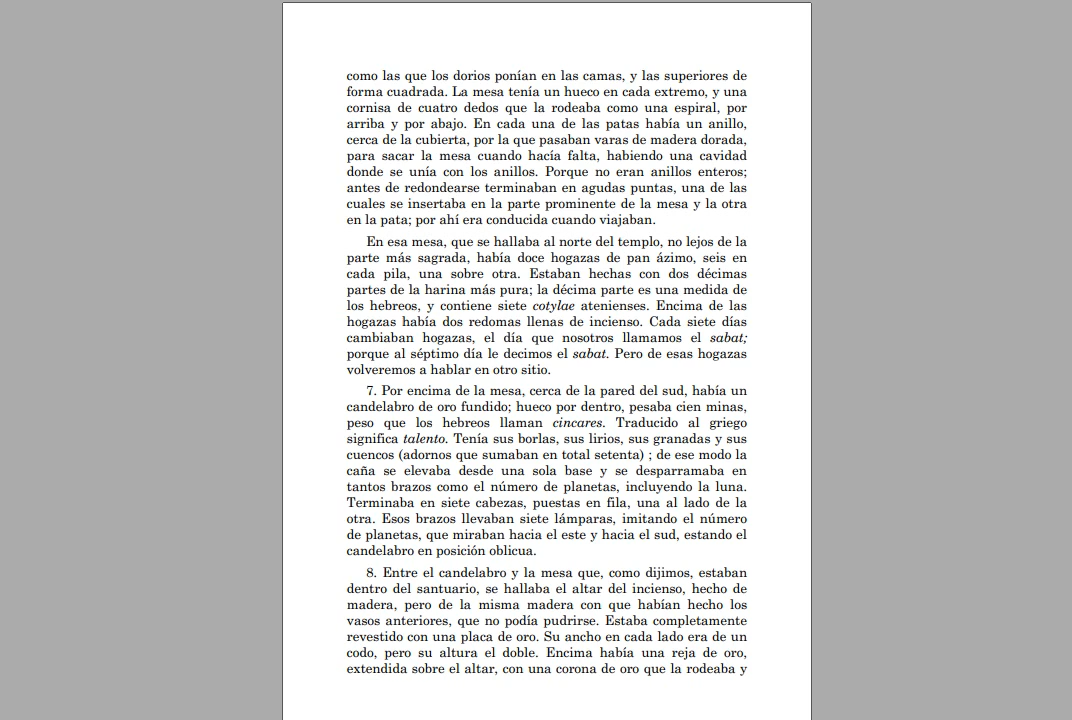 como las que los dorios ponían en las camas, y las superiores de
forma cuadrada. La mesa tenía un hueco en cada extremo, y una
cornisa de cuatro dedos que la rodeaba como una espiral, por
arriba y por abajo. En cada una de las patas había un anillo,
cerca de la cubierta, por la que pasaban varas de madera dorada,
para sacar la mesa cuando hacía falta, habiendo una cavidad
donde se unía con los anillos. Porque no eran anillos enteros;
antes de redondearse terminaban en agudas puntas, una de las
cuales se insertaba en la parte prominente de la mesa y la otra
en la pata; por ahí era conducida cuando viajaban.
En esa mesa, que se hallaba al norte del templo, no lejos de la
parte más sagrada, había doce hogazas de pan ázimo, seis en
cada pila, una sobre otra. Estaban hechas con dos décimas
partes de la harina más pura; la décima parte es una medida de
los hebreos, y contiene siete cotylae atenienses. Encima de las
hogazas había dos redomas llenas de incienso. Cada siete días
cambiaban hogazas, el día que nosotros llamamos el sabat;
porque al séptimo día le decimos el sabat. Pero de esas hogazas
volveremos a hablar en otro sitio.
7. Por encima de la mesa, cerca de la pared del sud, había un
candelabro de oro fundido; hueco por dentro, pesaba cien minas,
peso que los hebreos llaman cincares. Traducido al griego
significa talento. Tenía sus borlas, sus lirios, sus granadas y sus
cuencos (adornos que sumaban en total setenta) ; de ese modo la
caña se elevaba desde una sola base y se desparramaba en
tantos brazos como el número de planetas, incluyendo la luna.
Terminaba en siete cabezas, puestas en fila, una al lado de la
otra. Esos brazos llevaban siete lámparas, imitando el número
de planetas, que miraban hacia el este y hacia el sud, estando el
candelabro en posición oblicua.
8. Entre el candelabro y la mesa que, como dijimos, estaban
dentro del santuario, se hallaba el altar del incienso, hecho de
madera, pero de la misma madera con que habían hecho los
vasos anteriores, que no podía pudrirse. Estaba completamente
revestido con una placa de oro. Su ancho en cada lado era de un
codo, pero su altura el doble. Encima había una reja de oro,
extendida sobre el altar, con una corona de oro que la rodeaba y